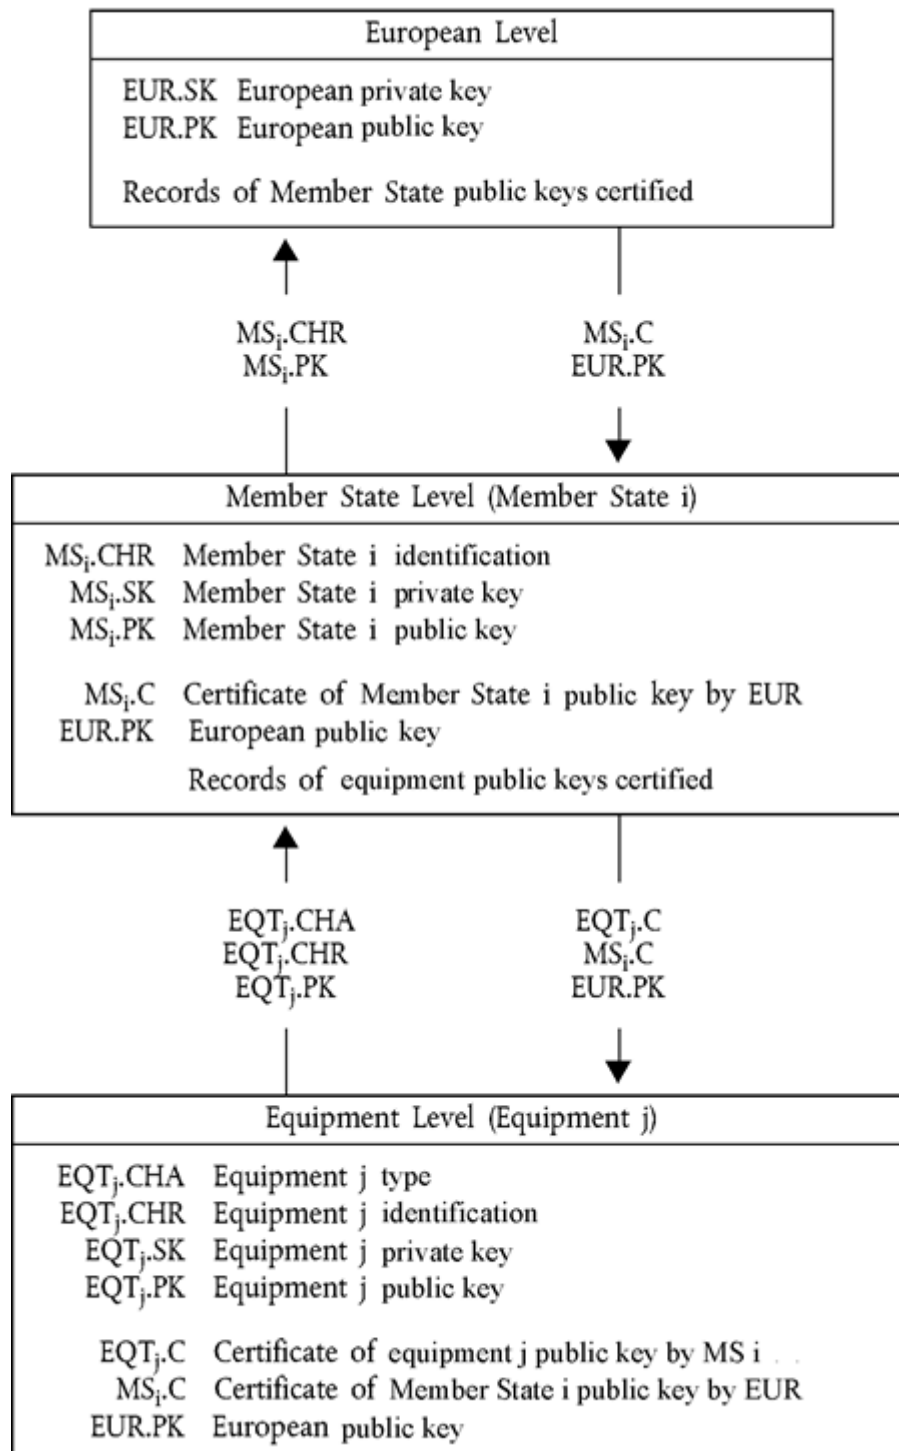 European Level
EUR.SK European private key
EUR.PK European public key
Records of Member State public keys certified
MSi.CHR
MSi.PK
MSi.C
EUR.PK
Member State Level (Member State i)
MSi.CHR Member State i identification
MSi.SK Member State i private key
MSi.PK Member State i public key
MSi.C Certificate of Member State i public key by EUR
EUR.PK European public key
Records of equipment public keys certified
EQTj.CHA
EQTj.CHR
EQTj.PK
EQTj.C
MSi.C
EUR.PK
Equipment Level (Equipment j)
EQTj.CHA Equipment j type
EQTj.CHR Equipment j identification
EQTj.SK Equipment j private key
EQTj.PK Equipment j public key
EQTj.C Certificate of equipment j public key by MS i
MSi.C Certificate of Member State i public key by EUR
EUR.PK European public key